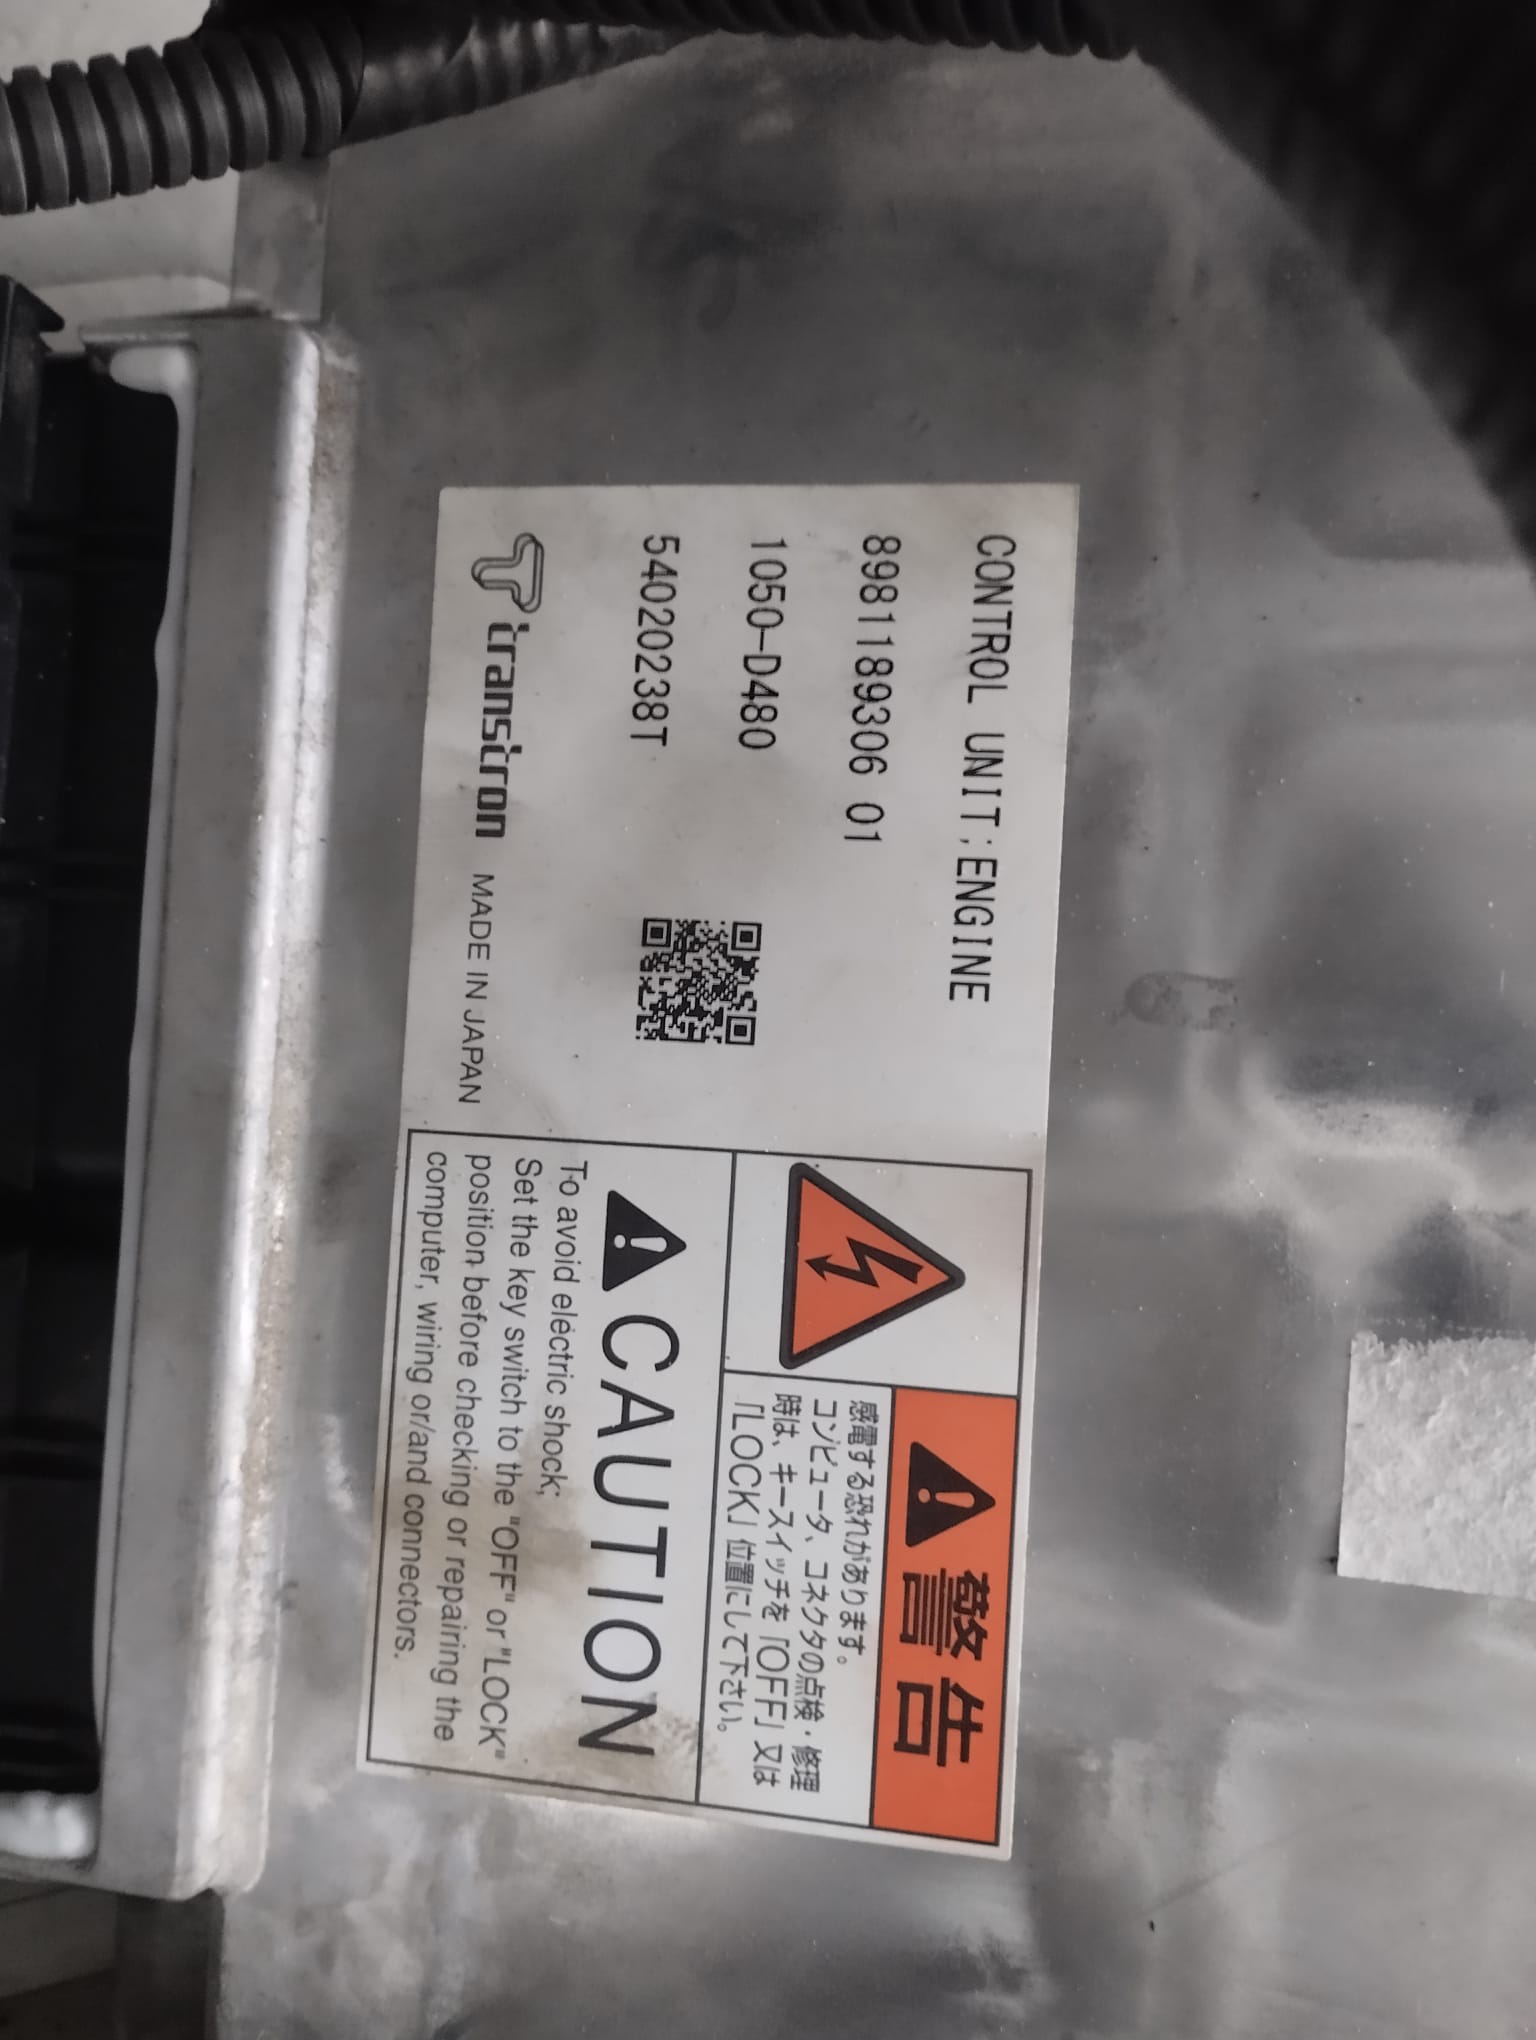 CONTROL UNIT;ENGINE
8981189306 01
1050-D480
54020238T
transtron MADE IN JAPAN
警告
感電する恐れがあります。
コンピュータ、コネクタの点検・修理
時は、キースイッチを「OFF」又は
「LOCK」位置にして下さい。
CAUTION
To avoid electric shock;
Set the key switch to the "OFF" or "LOCK"
position before checking or repairing the
computer, wiring or/and connectors.